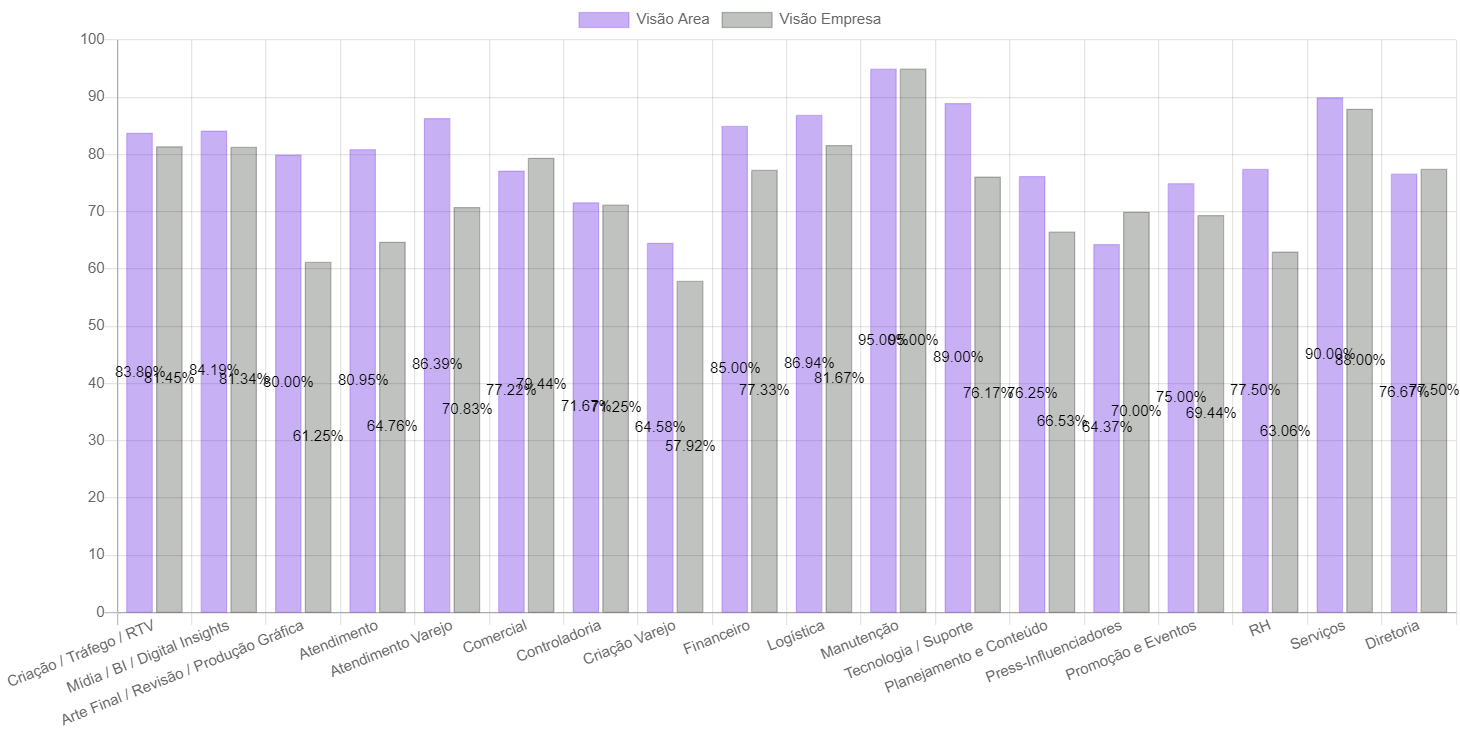 Visão Area
Visão Empresa
100
90
80
70
60
50
40
30
20
10
0
83.80%
81.45%
84.19%
81.34%
80.00%
61.25%
80.95%
64.76%
86.39%
70.83%
77.22%
79.44%
71.67%
71.25%
64.58%
57.92%
85.00%
77.33%
86.94%
81.67%
95.00%
95.00%
89.00%
76.17%
76.25%
66.53%
64.37%
70.00%
75.00%
69.44%
77.50%
63.06%
90.00%
88.00%
76.67%
77.50%
Criação / Tráfego / RTV
Mídia / BI / Digital Insights
Arte Final / Revisão / Produção Gráfica
Atendimento
Atendimento Varejo
Comercial
Controladoria
Criação Varejo
Financeiro
Logística
Manutenção
Tecnologia / Suporte
Planejamento e Conteúdo
Press-Influenciadores
Promoção e Eventos
RH
Serviços
Diretoria